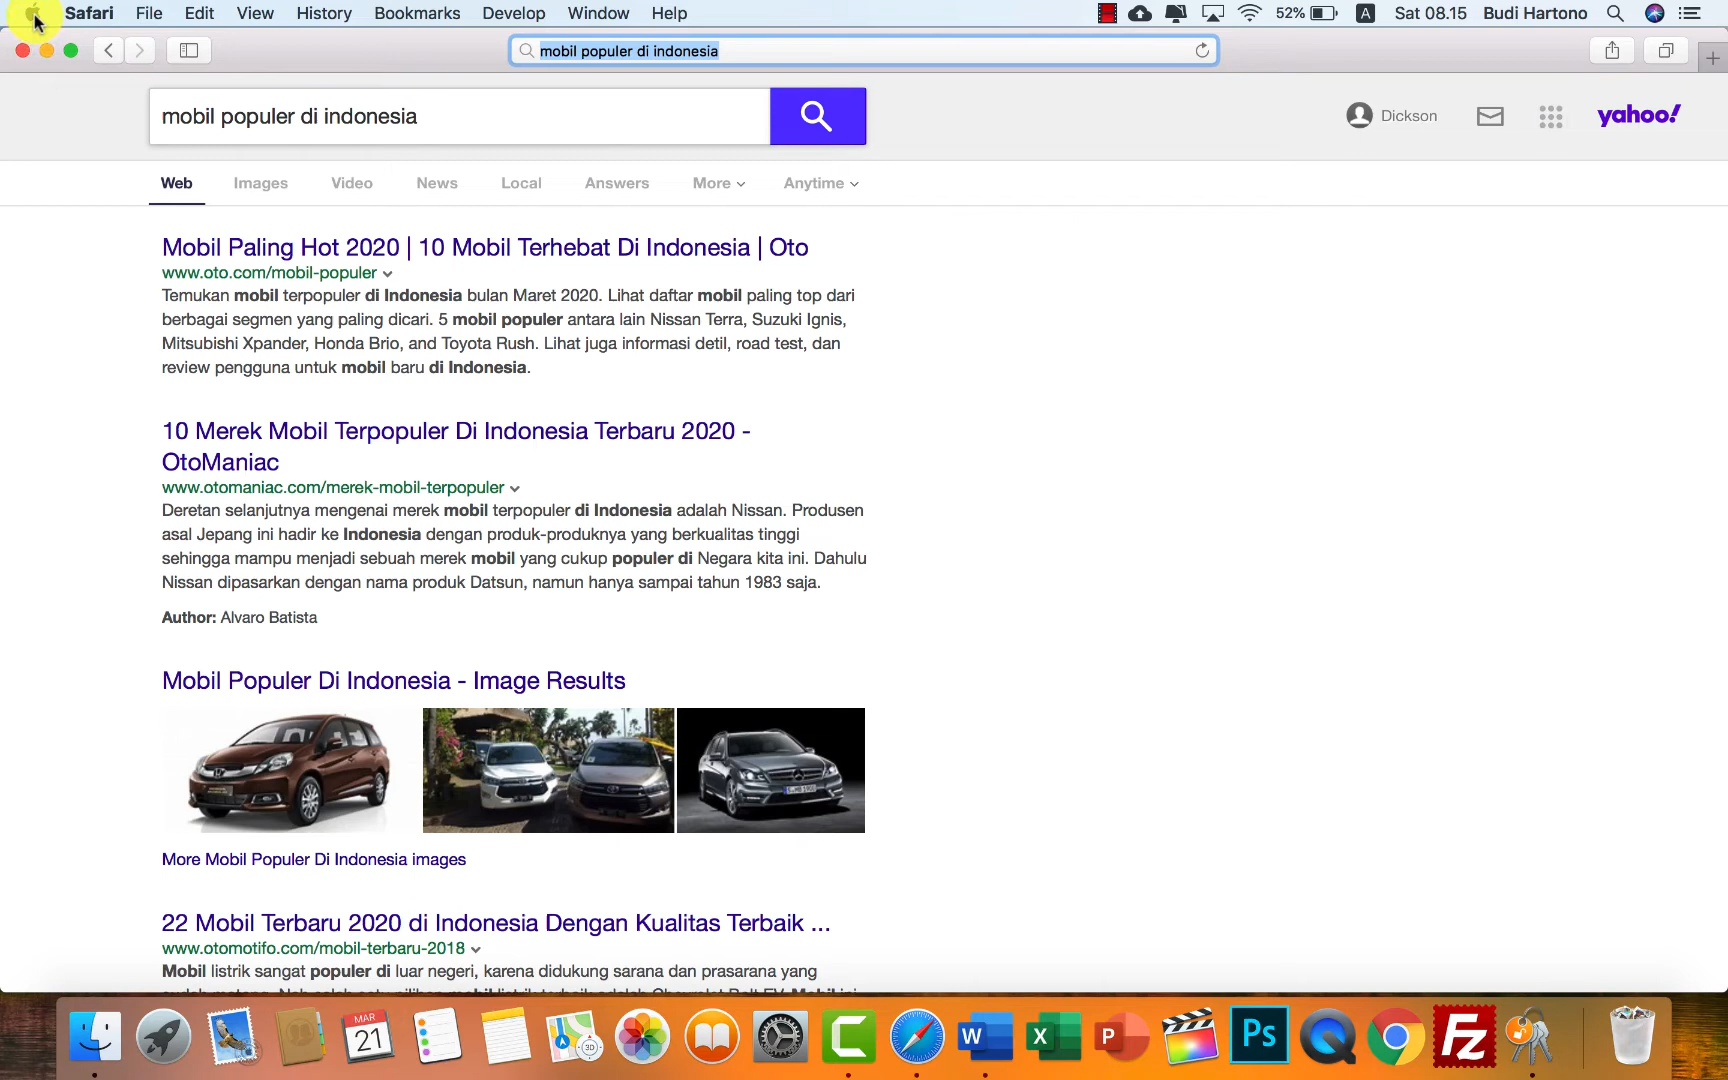 Safari File Edit View History Bookmarks Develop Window Help 52% A Sat 08.15 Budi Hartono
mobil populer di indonesia
mobil populer di indonesia
Dickson
yahoo!
Web Images Video News Local Answers More Anytime
Mobil Paling Hot 2020 | 10 Mobil Terhebat Di Indonesia | Oto
www.oto.com/mobil-populer
Temukan mobil terpopuler di Indonesia bulan Maret 2020. Lihat daftar mobil paling top dari
berbagai segmen yang paling dicari. 5 mobil populer antara lain Nissan Terra, Suzuki Ignis,
Mitsubishi Xpander, Honda Brio, and Toyota Rush. Lihat juga informasi detil, road test, dan
review pengguna untuk mobil baru di Indonesia.
10 Merek Mobil Terpopuler Di Indonesia Terbaru 2020 -
OtoManiac
www.otomaniac.com/merek-mobil-terpopuler
Deretan selanjutnya mengenai merek mobil terpopuler di Indonesia adalah Nissan. Produsen
asal Jepang ini hadir ke Indonesia dengan produk-produknya yang berkualitas tinggi
sehingga mampu menjadi sebuah merek mobil yang cukup populer di Negara kita ini. Dahulu
Nissan dipasarkan dengan nama produk Datsun, namun hanya sampai tahun 1983 saja.
Author: Alvaro Batista
Mobil Populer Di Indonesia - Image Results
More Mobil Populer Di Indonesia images
22 Mobil Terbaru 2020 di Indonesia Dengan Kualitas Terbaik ...
www.otomotifo.com/mobil-terbaru-2018
Mobil listrik sangat populer di luar negeri, karena didukung sarana dan prasarana yang
MAR
21
3D
W X P Ps Fz